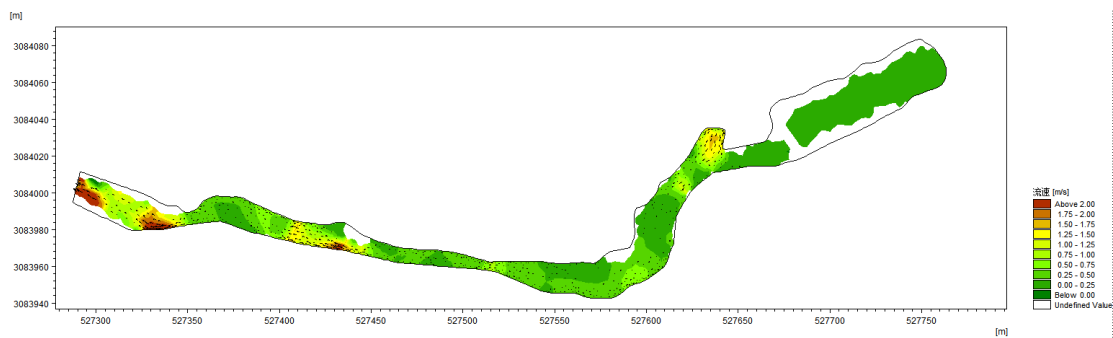 [m]
3084080
3084060
3084040
3084020
3084000
3083980
3083960
3083940
527300 527350 527400 527450 527500 527550 527600 527650 527700 527750
[m]
流速 [m/s]
Above 2.00
1.75 - 2.00
1.50 - 1.75
1.25 - 1.50
1.00 - 1.25
0.75 - 1.00
0.50 - 0.75
0.25 - 0.50
0.00 - 0.25
Below 0.00
Undefined Value